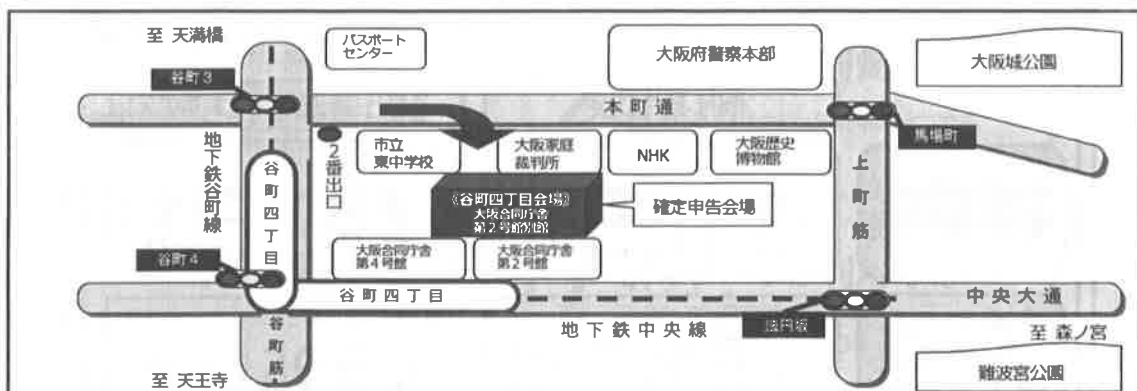 至 天満橋
パスポート
センター
大阪府警察本部
大阪城公園
谷町3
本町通
馬場町
地下鉄谷町線
谷町四丁目
2番出口
市立
東中学校
大阪家庭
裁判所
NHK
大阪歴史
博物館
上町筋
《谷町四丁目会場》
大阪合同庁舎
第2号館別館
確定申告会場
大阪合同庁舎
第4号館
大阪合同庁舎
第2号館
谷町4
谷町四丁目
中央大通
谷町筋
地下鉄中央線
法円坂
至 森ノ宮
至 天王寺
難波宮公園